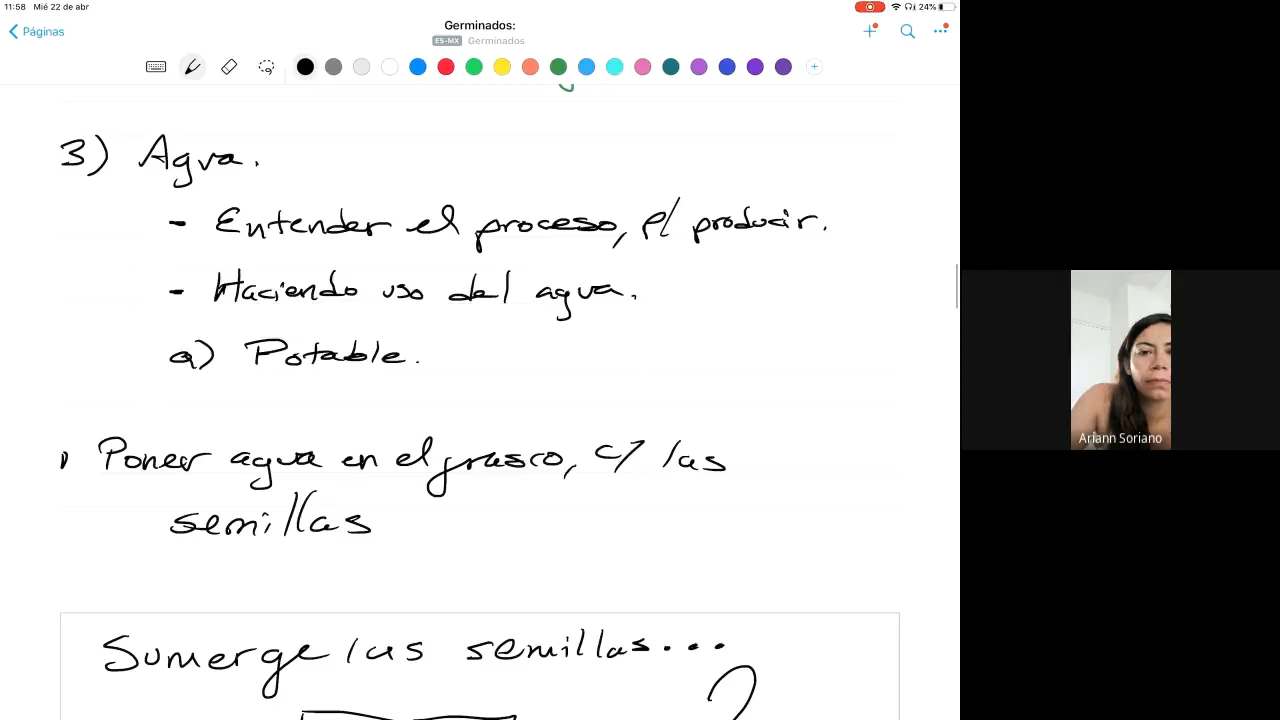 11:58 Mié 22 de abr 24%
Páginas
Germinados:
ES-MX Germinados
3) Agua.
- Entender el proceso, p/ producir.
- Haciendo uso del agua.
a) Potable.
Poner agua en el frasco, c/ las
semillas
Sumerge las semillas...
?
Ariann Soriano